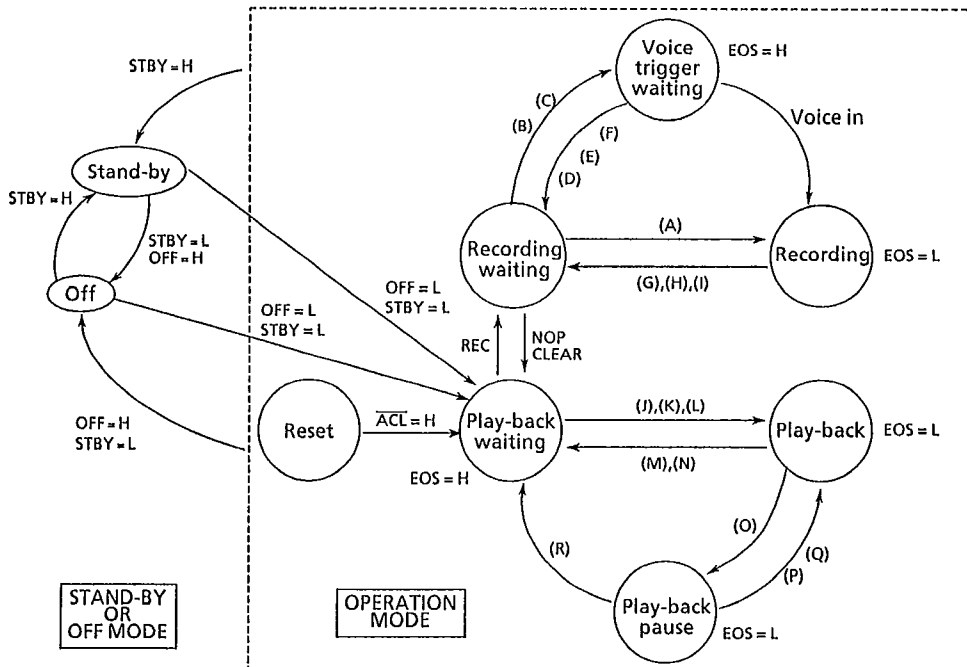 Voice
trigger
waiting
EOS = H
STBY = H
(C)
(B)
(F)
(E)
(D)
Voice in
Stand-by
STBY = H
STBY = L
OFF = H
Off
Recording
waiting
(A)
(G),(H),(I)
Recording
EOS = L
OFF = L
STBY = L
OFF = L
STBY = L
REC
NOP
CLEAR
OFF = H
STBY = L
Reset
ACL = H
Play-back
waiting
EOS = H
(J),(K),(L)
(M),(N)
Play-back
EOS = L
(R)
(O)
(Q)
(P)
Play-back
pause
EOS = L
STAND-BY
OR
OFF MODE
OPERATION
MODE